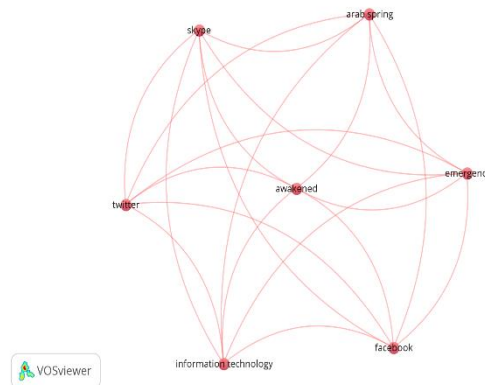 arab spring
skype
emergenc
awakened
twitter
facebook
information technology
VOSviewer